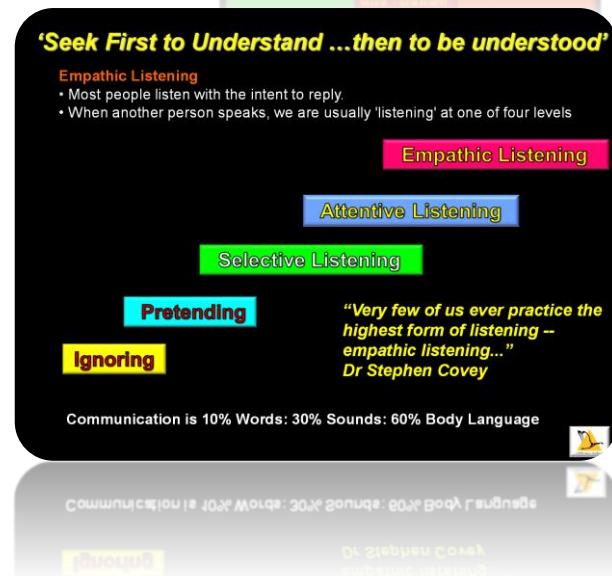 ‘Seek First to Understand ...then to be understood’
Empathic Listening
• Most people listen with the intent to reply.
• When another person speaks, we are usually 'listening' at one of four levels
Empathic Listening
Attentive Listening
Selective Listening
Pretending
Ignoring
“Very few of us ever practice the
highest form of listening --
empathic listening...”
Dr Stephen Covey
Communication is 10% Words: 30% Sounds: 60% Body Language